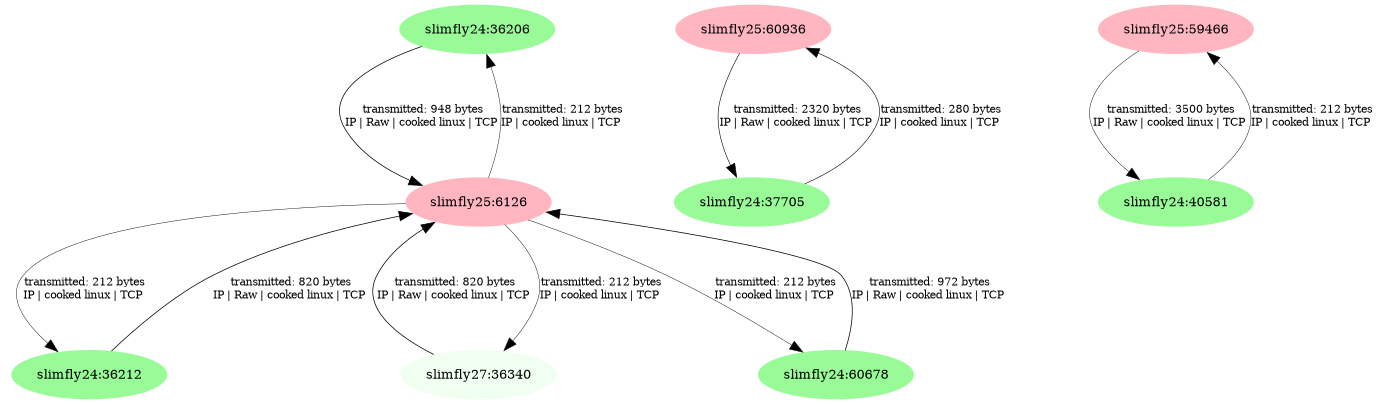 slimfly24:36206
slimfly25:60936
slimfly25:59466
transmitted: 948 bytes
IP | Raw | cooked linux | TCP
transmitted: 212 bytes
IP | cooked linux | TCP
transmitted: 2320 bytes
IP | Raw | cooked linux | TCP
transmitted: 280 bytes
IP | cooked linux | TCP
transmitted: 3500 bytes
IP | Raw | cooked linux | TCP
transmitted: 212 bytes
IP | cooked linux | TCP
slimfly25:6126
slimfly24:37705
slimfly24:40581
transmitted: 212 bytes
IP | cooked linux | TCP
transmitted: 820 bytes
IP | Raw | cooked linux | TCP
transmitted: 820 bytes
IP | Raw | cooked linux | TCP
transmitted: 212 bytes
IP | cooked linux | TCP
transmitted: 212 bytes
IP | cooked linux | TCP
transmitted: 972 bytes
IP | Raw | cooked linux | TCP
slimfly24:36212
slimfly27:36340
slimfly24:60678